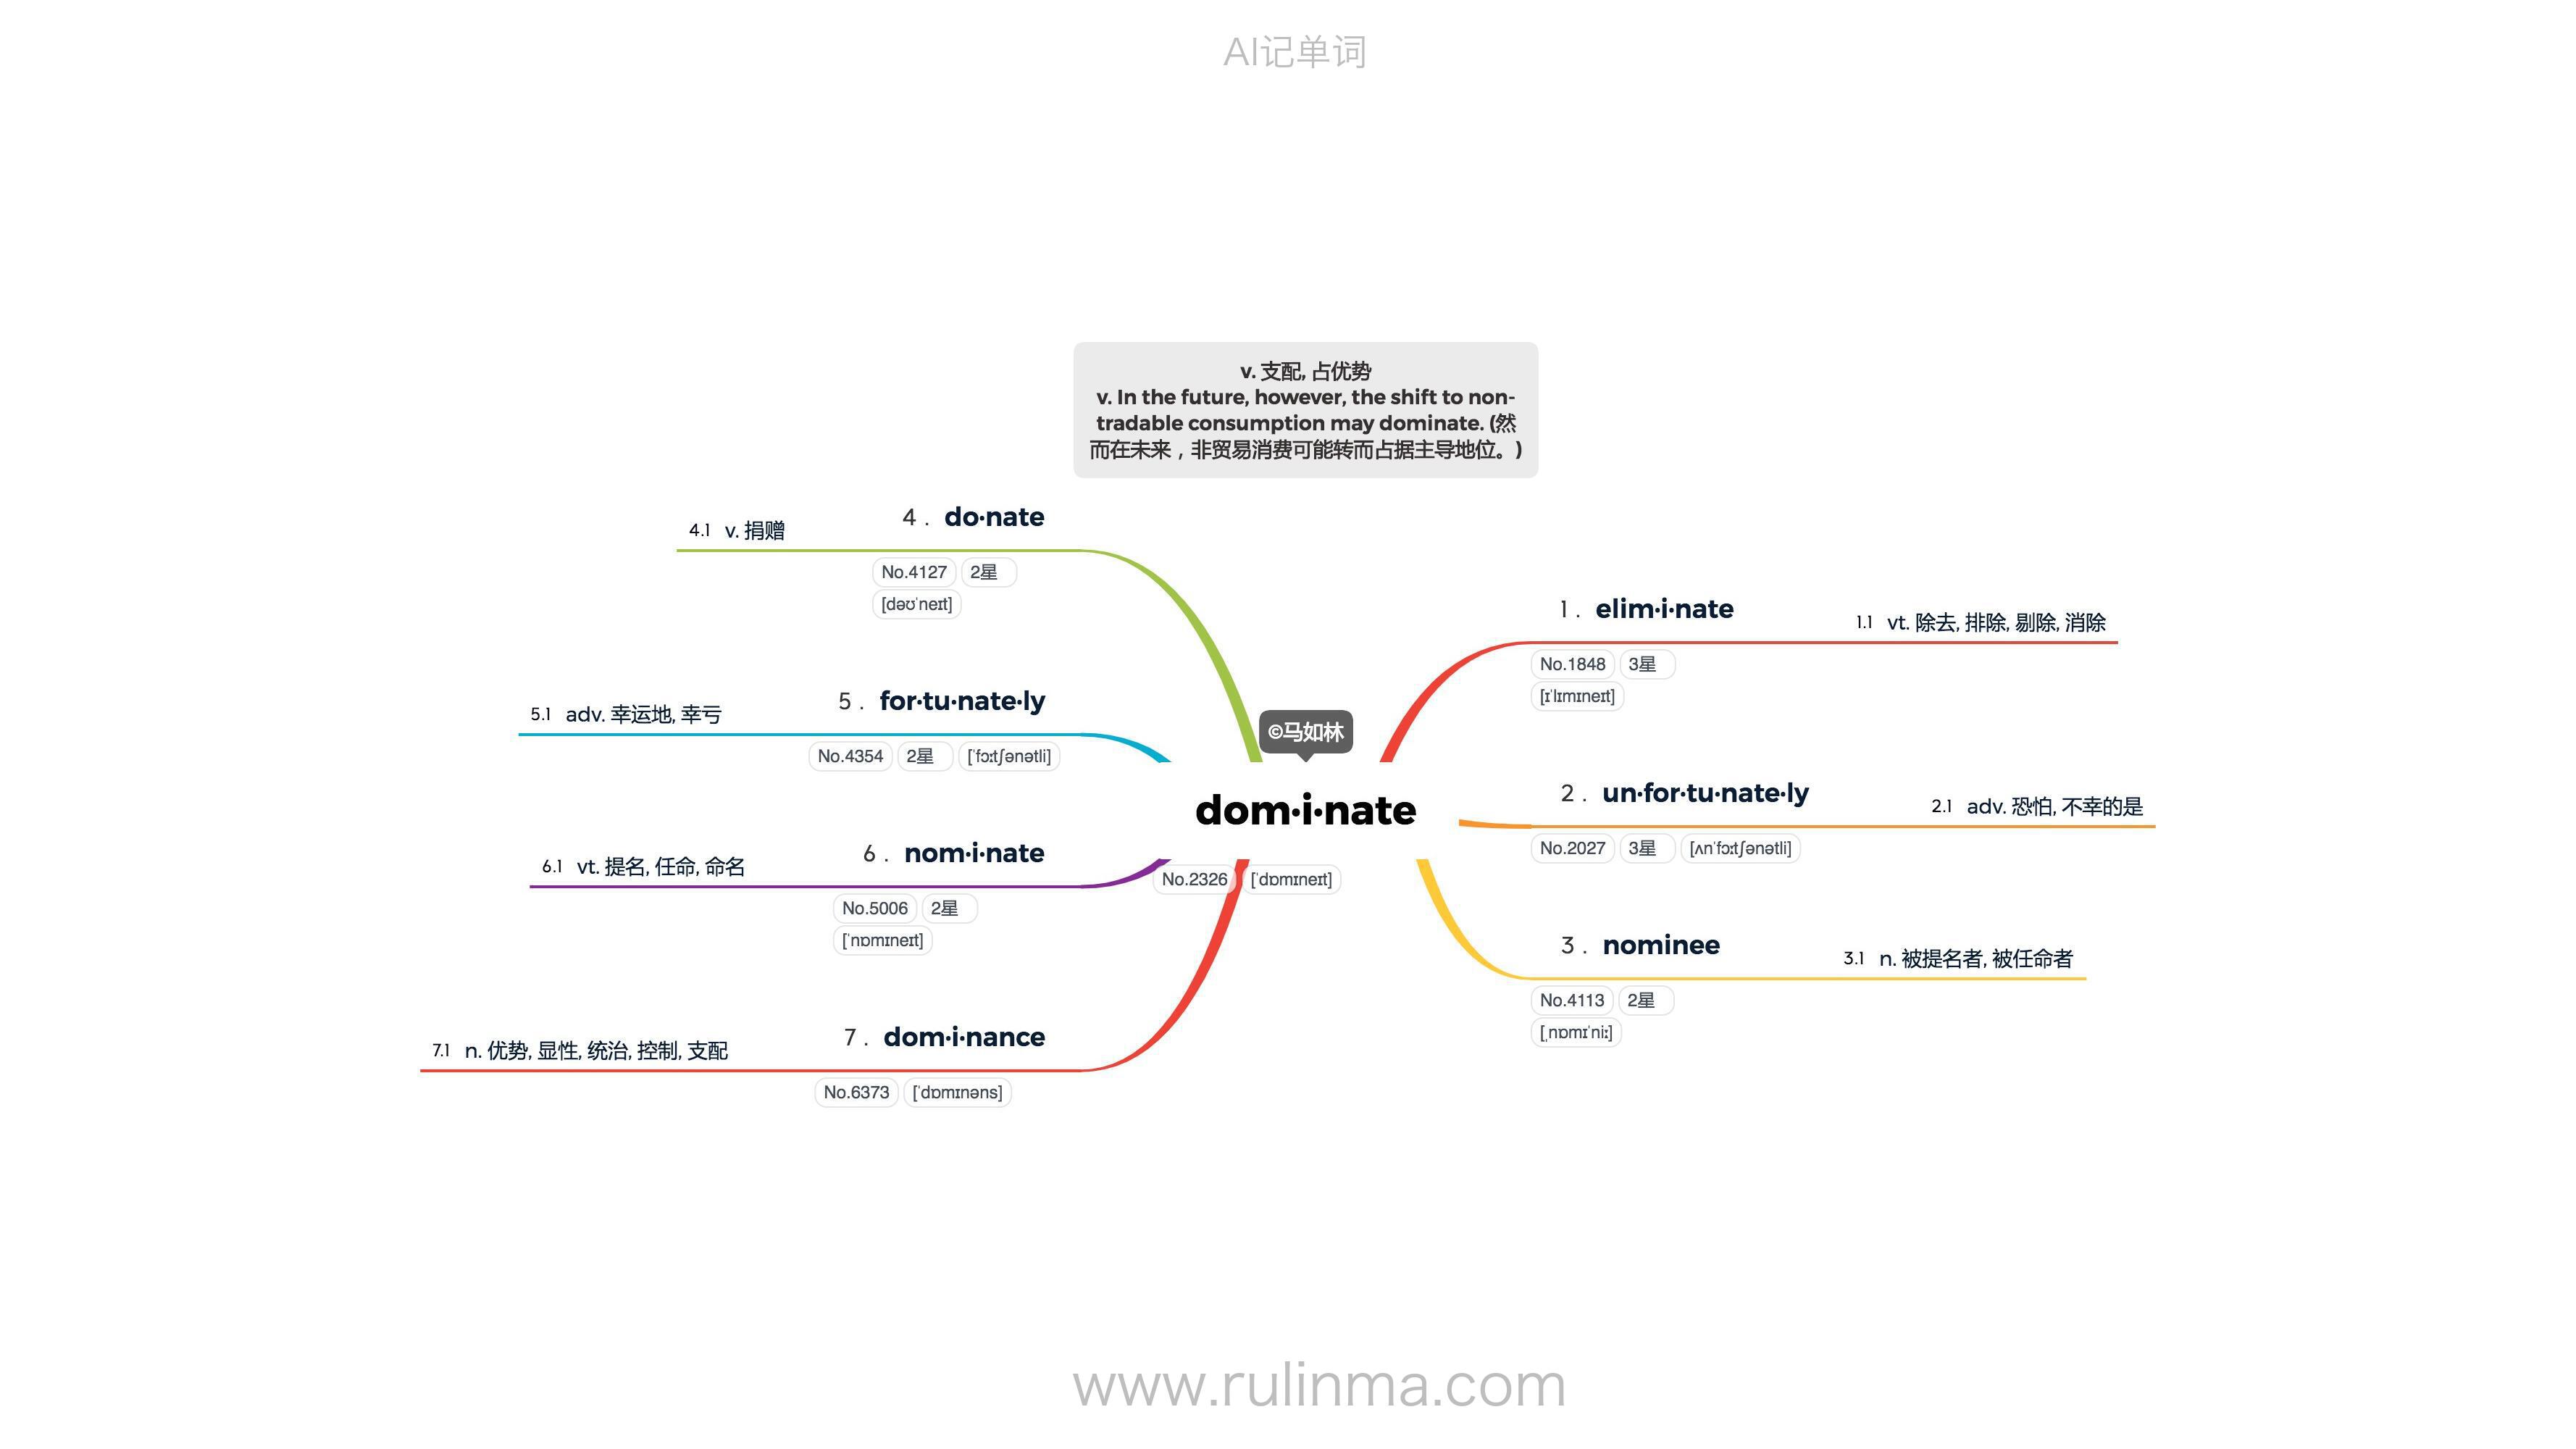 AI记单词
v. 支配, 占优势
v. In the future, however, the shift to non-
tradable consumption may dominate. (然
而在未来，非贸易消费可能转而占据主导地位。)
©马如林
dom·i·nate
No.2326 [ˈdɒmɪneɪt]
1 . elim·i·nate
1.1 vt. 除去, 排除, 剔除, 消除
No.1848 3星
[ɪˈlɪmɪneɪt]
2 . un·for·tu·nate·ly
2.1 adv. 恐怕, 不幸的是
No.2027 3星 [ʌnˈfɔːtʃənətli]
3 . nominee
3.1 n. 被提名者, 被任命者
No.4113 2星
[ˌnɒmɪˈniː]
4 . do·nate
4.1 v. 捐赠
No.4127 2星
[dəʊˈneɪt]
5 . for·tu·nate·ly
5.1 adv. 幸运地, 幸亏
No.4354 2星 [ˈfɔːtʃənətli]
6 . nom·i·nate
6.1 vt. 提名, 任命, 命名
No.5006 2星
[ˈnɒmɪneɪt]
7 . dom·i·nance
7.1 n. 优势, 显性, 统治, 控制, 支配
No.6373 [ˈdɒmɪnəns]
www.rulinma.com